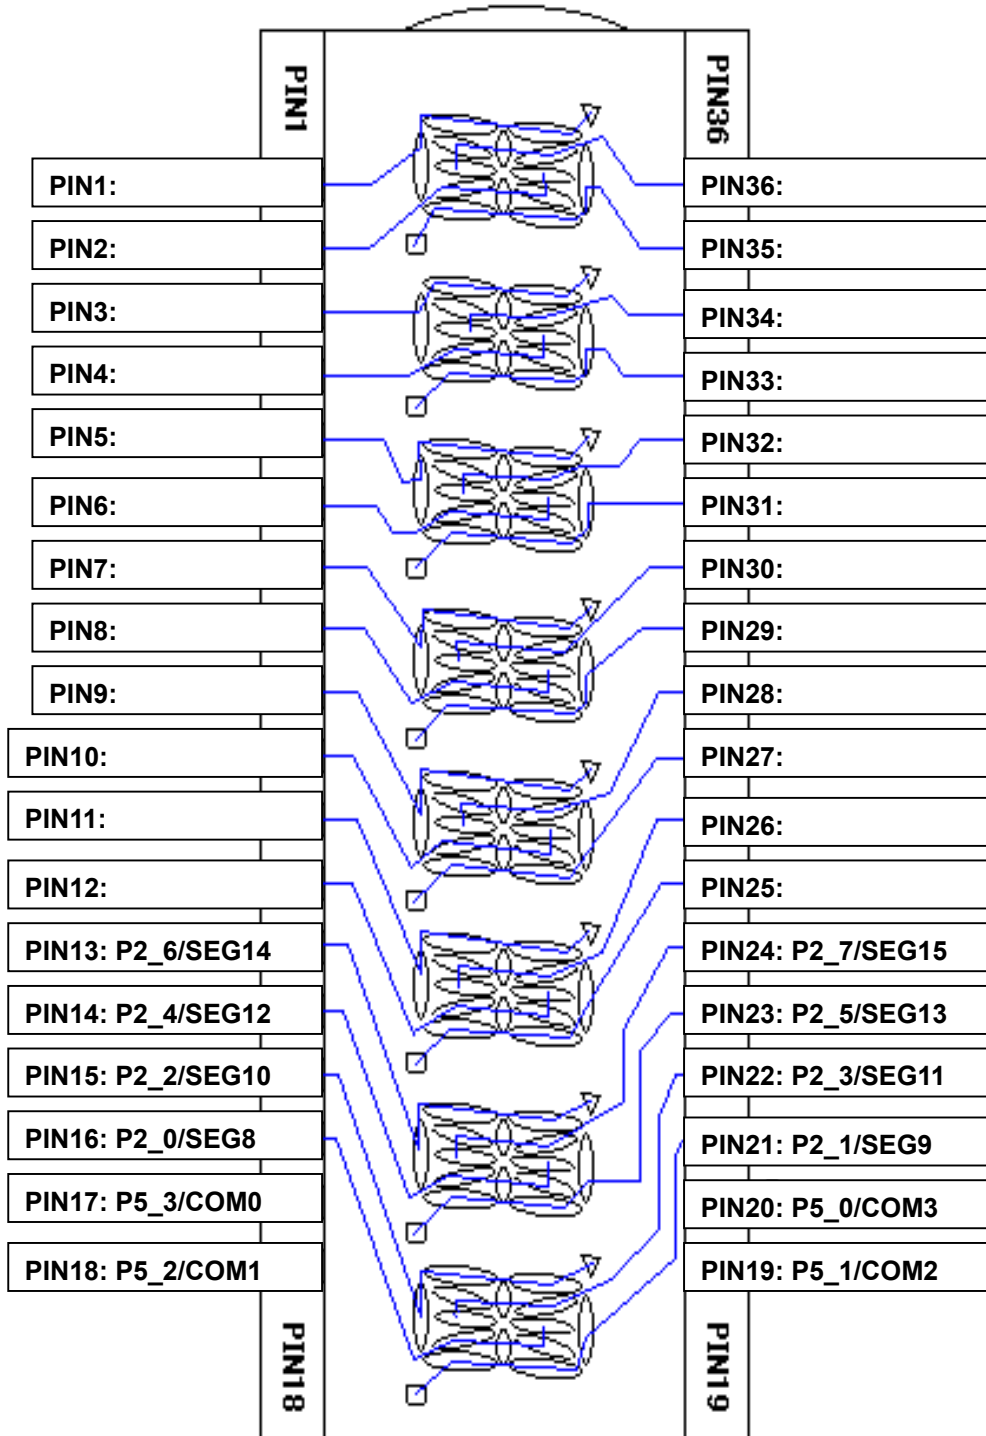 PIN1
PIN36
PIN1:
PIN36:
PIN2:
PIN35:
PIN3:
PIN34:
PIN4:
PIN33:
PIN5:
PIN32:
PIN6:
PIN31:
PIN7:
PIN30:
PIN8:
PIN29:
PIN9:
PIN28:
PIN10:
PIN27:
PIN11:
PIN26:
PIN12:
PIN25:
PIN13: P2_6/SEG14
PIN24: P2_7/SEG15
PIN14: P2_4/SEG12
PIN23: P2_5/SEG13
PIN15: P2_2/SEG10
PIN22: P2_3/SEG11
PIN16: P2_0/SEG8
PIN21: P2_1/SEG9
PIN17: P5_3/COM0
PIN20: P5_0/COM3
PIN18: P5_2/COM1
PIN19: P5_1/COM2
PIN18
PIN19